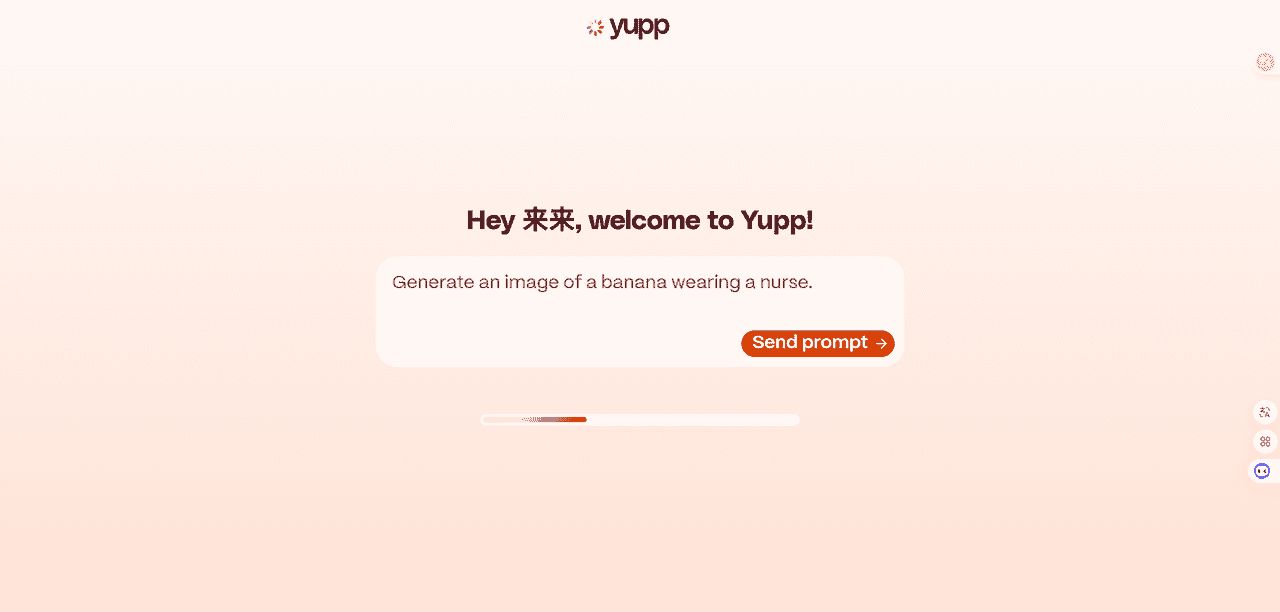 yupp
Hey 来来, welcome to Yupp!
Generate an image of a banana wearing a nurse.
Send prompt →